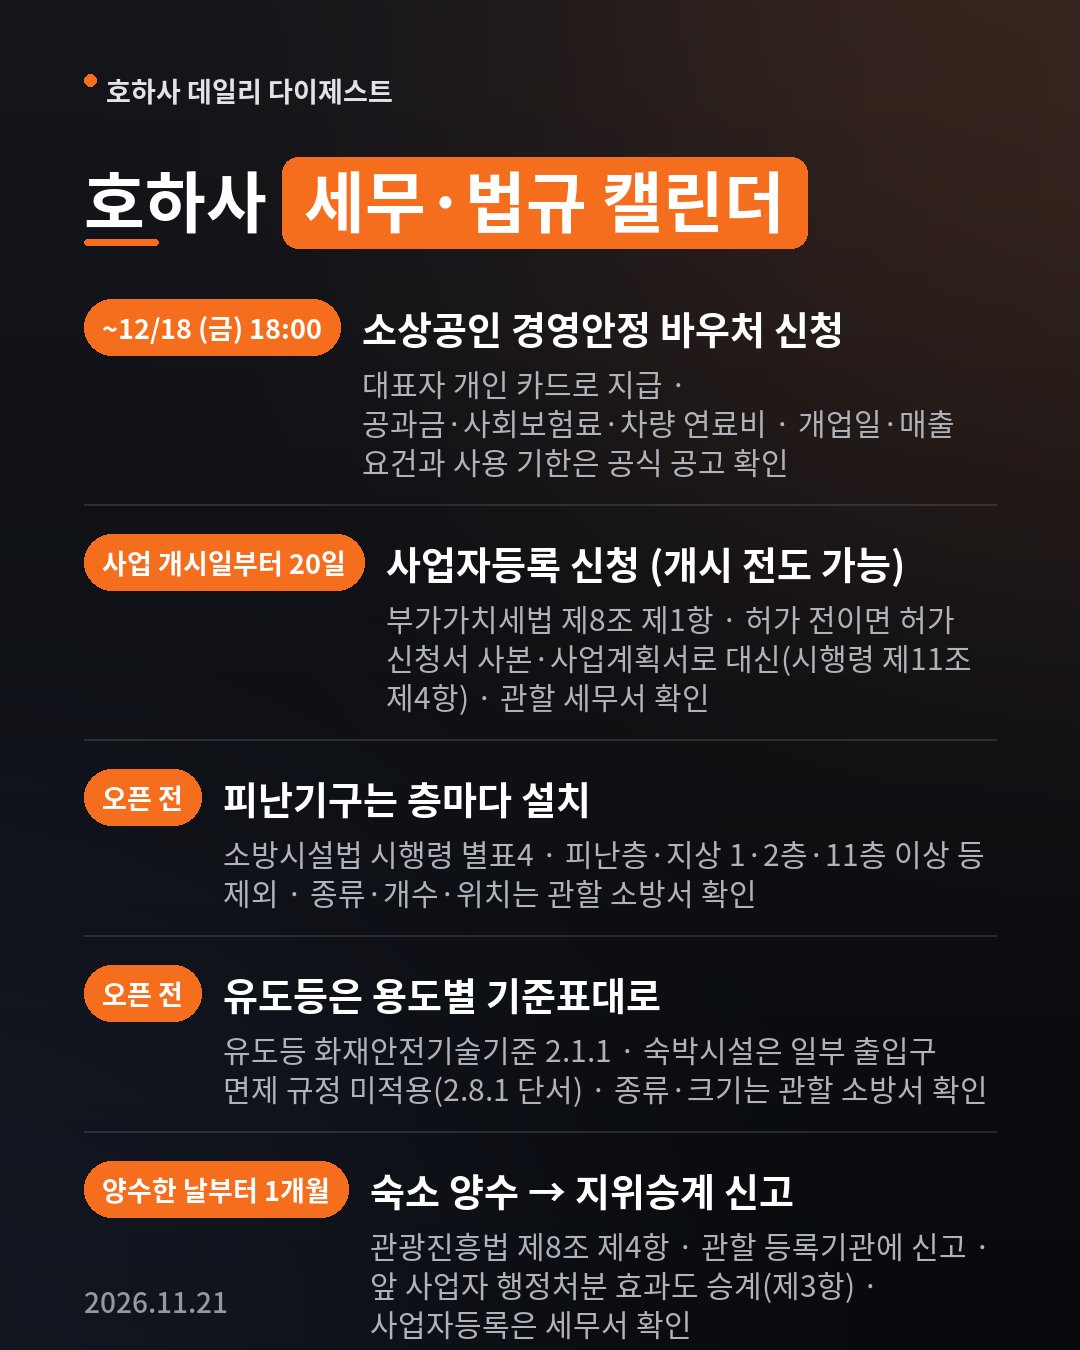 호하사 데일리 다이제스트
호하사 세무·법규 캘린더
~12/18 (금) 18:00
소상공인 경영안정 바우처 신청
대표자 개인 카드로 지급 ·
공과금·사회보험료·차량 연료비 · 개업일·매출
요건과 사용 기한은 공식 공고 확인
사업 개시일부터 20일
사업자등록 신청 (개시 전도 가능)
부가가치세법 제8조 제1항 · 허가 전이면 허가
신청서 사본·사업계획서로 대신(시행령 제11조
제4항) · 관할 세무서 확인
오픈 전
피난기구는 층마다 설치
소방시설법 시행령 별표4 · 피난층·지상 1·2층·11층 이상 등
제외 · 종류·개수·위치는 관할 소방서 확인
오픈 전
유도등은 용도별 기준표대로
유도등 화재안전기술기준 2.1.1 · 숙박시설은 일부 출입구
면제 규정 미적용(2.8.1 단서) · 종류·크기는 관할 소방서 확인
양수한 날부터 1개월
숙소 양수 → 지위승계 신고
관광진흥법 제8조 제4항 · 관할 등록기관에 신고 ·
앞 사업자 행정처분 효과도 승계(제3항) ·
사업자등록은 세무서 확인
2026.11.21